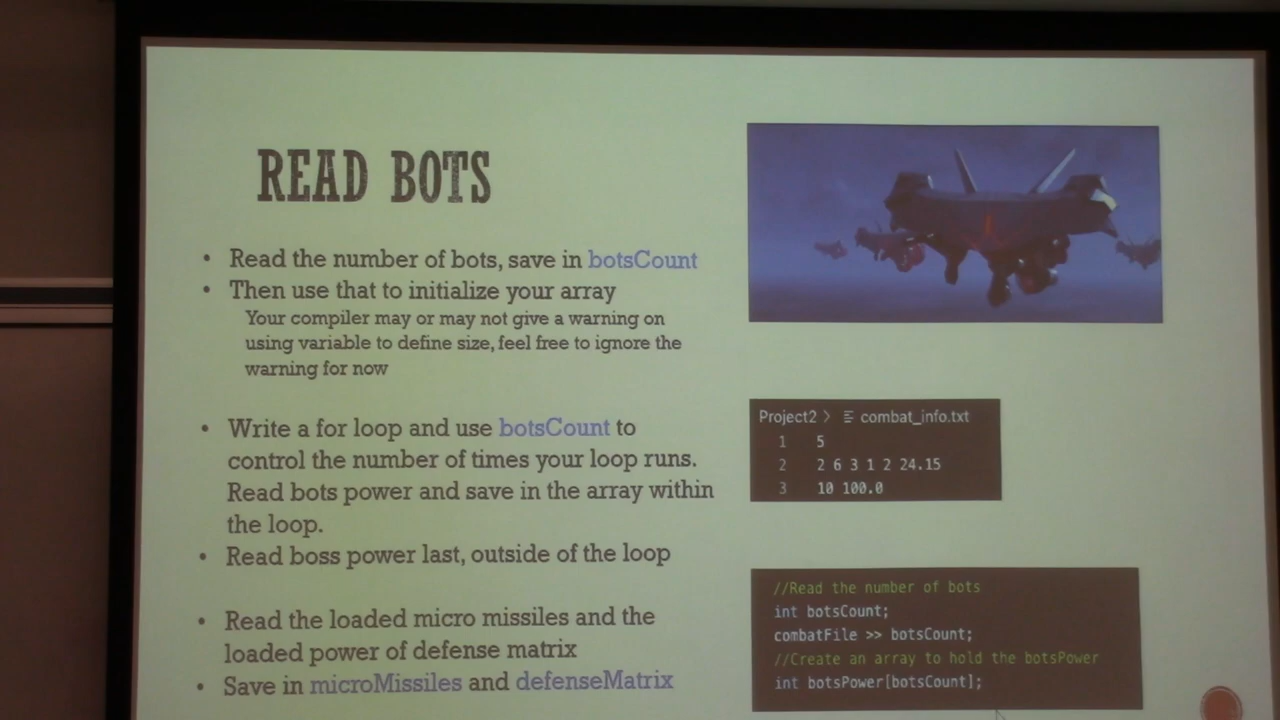 READ BOTS
• Read the number of bots, save in botsCount
• Then use that to initialize your array
Your compiler may or may not give a warning on
using variable to define size, feel free to ignore the
warning for now
• Write a for loop and use botsCount to
control the number of times your loop runs.
Read bots power and save in the array within
the loop.
• Read boss power last, outside of the loop
• Read the loaded micro missiles and the
loaded power of defense matrix
• Save in microMissiles and defenseMatrix
Project2 > combat_info.txt
1 5
2 2 6 3 1 2 24.15
3 10 100.0
//Read the number of bots
int botsCount;
combatFile >> botsCount;
//Create an array to hold the botsPower
int botsPower[botsCount];